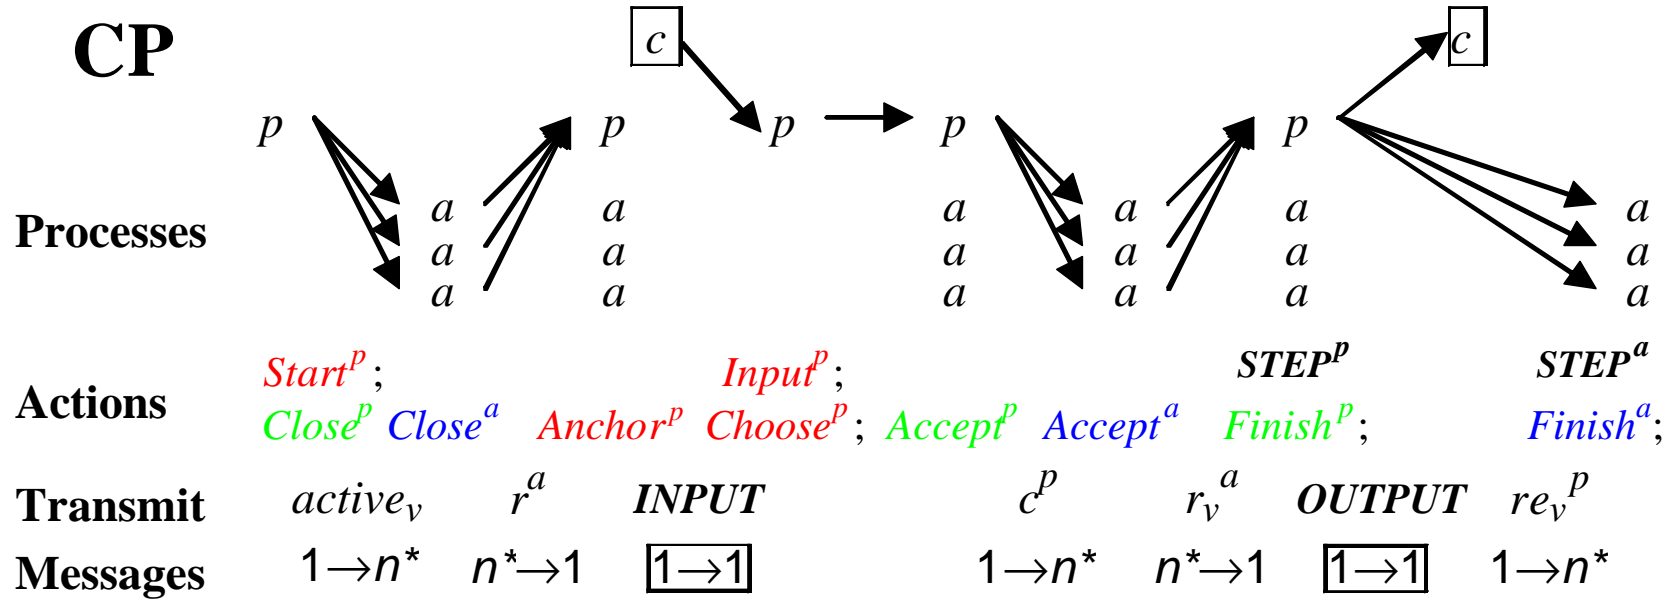 CP
c c
p p p p p
a a a a a a
Processes a a a a a a
a a a a a a
Start^p; Input^p; STEP^p STEP^a
Actions
Close^p Close^a Anchor^p Choose^p; Accept^p Accept^a Finish^p; Finish^a;
Transmit active_v r^a INPUT c^p r_v^a OUTPUT re_v^p
Messages 1→n* n*→1 1→1 1→n* n*→1 1→1 1→n*